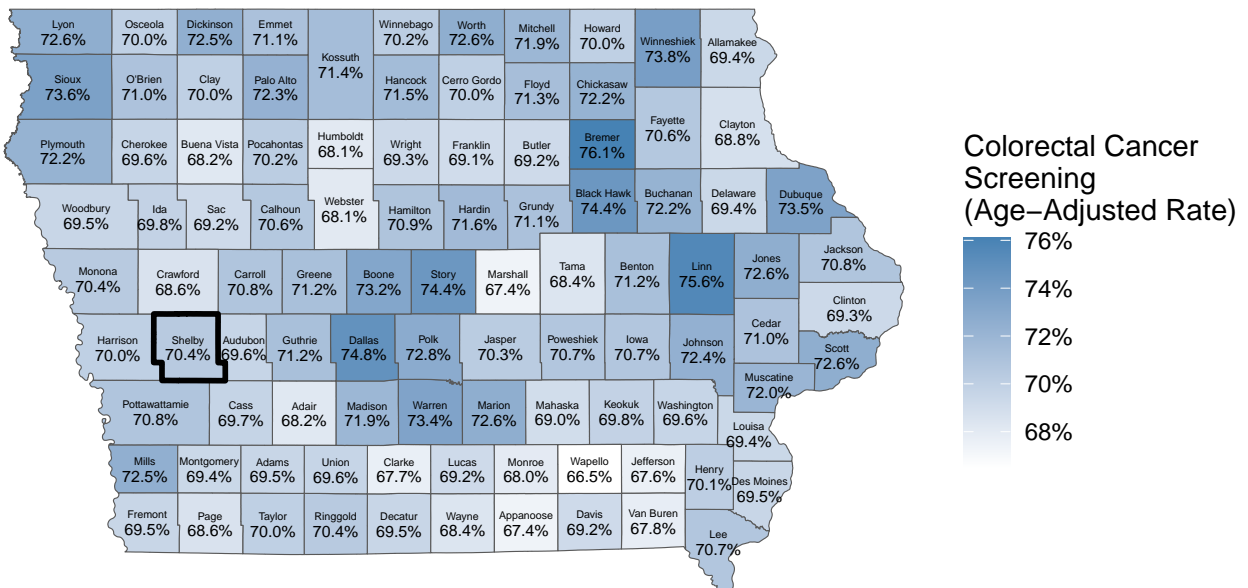 Lyon
72.6%
Osceola
70.0%
Dickinson
72.5%
Emmet
71.1%
Kossuth
71.4%
Winnebago
70.2%
Worth
72.6%
Mitchell
71.9%
Howard
70.0%
Winneshiek
73.8%
Allamakee
69.4%
Sioux
73.6%
O'Brien
71.0%
Clay
70.0%
Palo Alto
72.3%
Hancock
71.5%
Cerro Gordo
70.0%
Floyd
71.3%
Chickasaw
72.2%
Fayette
70.6%
Clayton
68.8%
Plymouth
72.2%
Cherokee
69.6%
Buena Vista
68.2%
Pocahontas
70.2%
Humboldt
68.1%
Wright
69.3%
Franklin
69.1%
Butler
69.2%
Bremer
76.1%
Woodbury
69.5%
Ida
69.8%
Sac
69.2%
Calhoun
70.6%
Webster
68.1%
Hamilton
70.9%
Hardin
71.6%
Grundy
71.1%
Black Hawk
74.4%
Buchanan
72.2%
Delaware
69.4%
Dubuque
73.5%
Monona
70.4%
Crawford
68.6%
Carroll
70.8%
Greene
71.2%
Boone
73.2%
Story
74.4%
Marshall
67.4%
Tama
68.4%
Benton
71.2%
Linn
75.6%
Jones
72.6%
Jackson
70.8%
Clinton
69.3%
Harrison
70.0%
Shelby
70.4%
Audubon
69.6%
Guthrie
71.2%
Dallas
74.8%
Polk
72.8%
Jasper
70.3%
Poweshiek
70.7%
Iowa
70.7%
Johnson
72.4%
Cedar
71.0%
Scott
72.6%
Muscatine
72.0%
Pottawattamie
70.8%
Cass
69.7%
Adair
68.2%
Madison
71.9%
Warren
73.4%
Marion
72.6%
Mahaska
69.0%
Keokuk
69.8%
Washington
69.6%
Louisa
69.4%
Mills
72.5%
Montgomery
69.4%
Adams
69.5%
Union
69.6%
Clarke
67.7%
Lucas
69.2%
Monroe
68.0%
Wapello
66.5%
Jefferson
67.6%
Henry
70.1%
Des Moines
69.5%
Fremont
69.5%
Page
68.6%
Taylor
70.0%
Ringgold
70.4%
Decatur
69.5%
Wayne
68.4%
Appanoose
67.4%
Davis
69.2%
Van Buren
67.8%
Lee
70.7%
Colorectal Cancer
Screening
(Age−Adjusted Rate)
76%
74%
72%
70%
68%